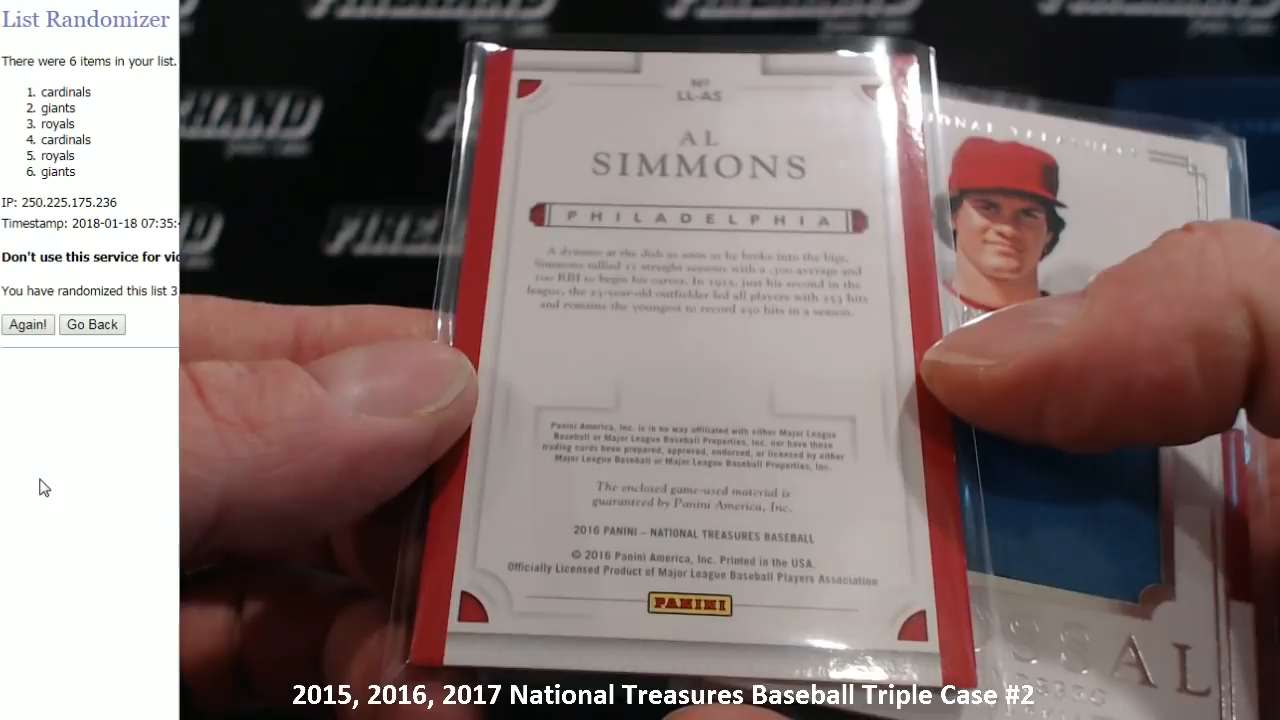 List Randomizer
There were 6 items in your list.
1. cardinals
2. giants
3. royals
4. cardinals
5. royals
6. giants
IP: 250.225.175.236
Timestamp: 2018-01-18 07:35:
Don't use this service for
You have randomized this list 3
Again! Go Back
Nº
LL-AS
AL
SIMMONS
PHILADELPHIA
A dynamo at the dish as soon as he broke into the bigs,
Simmons tallied 11 straight seasons with a .300 average and
100 RBI to begin his career. In 1925, just his second in the
league, the 23-year-old outfielder led all players with 253 hits
and remains the youngest to record 250 hits in a season.
Panini America, Inc. is in no way affiliated with either Major League
Baseball or Major League Baseball Properties, Inc. nor have these
trading cards been prepared, approved, endorsed, or licensed by either
Major League Baseball or Major League Baseball Properties, Inc.
The enclosed game-used material is
guaranteed by Panini America, Inc.
2016 PANINI – NATIONAL TREASURES BASEBALL
© 2016 Panini America, Inc. Printed in the USA.
Officially Licensed Product of Major League Baseball Players Association
PANINI
2015, 2016, 2017 National Treasures Baseball Triple Case #2